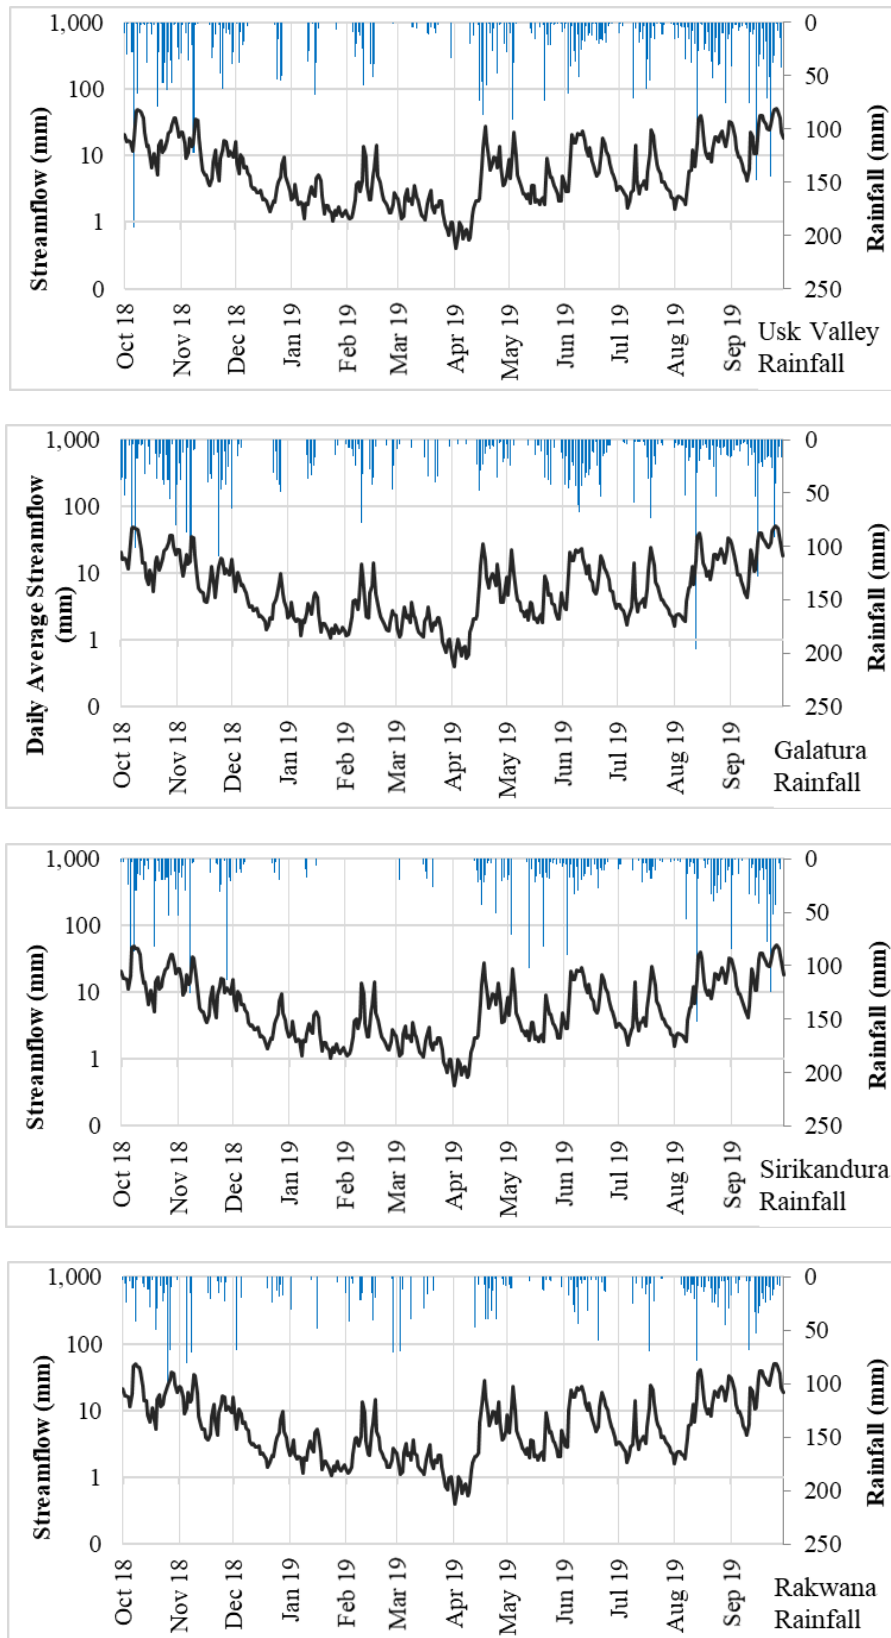 1,000
100
10
1
0
Streamflow (mm)
0
50
100
150
200
250
Rainfall (mm)
Oct 18
Nov 18
Dec 18
Jan 19
Feb 19
Mar 19
Apr 19
May 19
Jun 19
Jul 19
Aug 19
Sep 19
Usk Valley
Rainfall
1,000
100
10
1
0
Daily Average Streamflow
(mm)
0
50
100
150
200
250
Rainfall (mm)
Oct 18
Nov 18
Dec 18
Jan 19
Feb 19
Mar 19
Apr 19
May 19
Jun 19
Jul 19
Aug 19
Sep 19
Galatura
Rainfall
1,000
100
10
1
0
Streamflow (mm)
0
50
100
150
200
250
Rainfall (mm)
Oct 18
Nov 18
Dec 18
Jan 19
Feb 19
Mar 19
Apr 19
May 19
Jun 19
Jul 19
Aug 19
Sep 19
Sirikandura
Rainfall
1,000
100
10
1
0
Streamflow (mm)
0
50
100
150
200
250
Rainfall (mm)
Oct 18
Nov 18
Dec 18
Jan 19
Feb 19
Mar 19
Apr 19
May 19
Jun 19
Jul 19
Aug 19
Sep 19
Rakwana
Rainfall